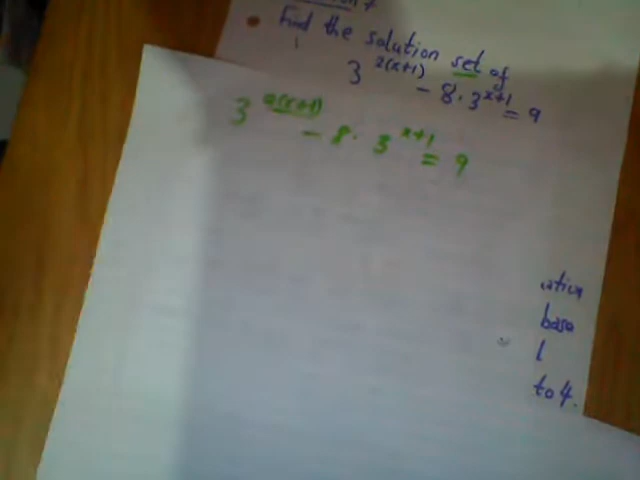 Find the solution set of
3^2(x+1) - 8 . 3^x+1 = 9
3^2(x+1) - 8 . 3^x+1 = 9
base
to 4.